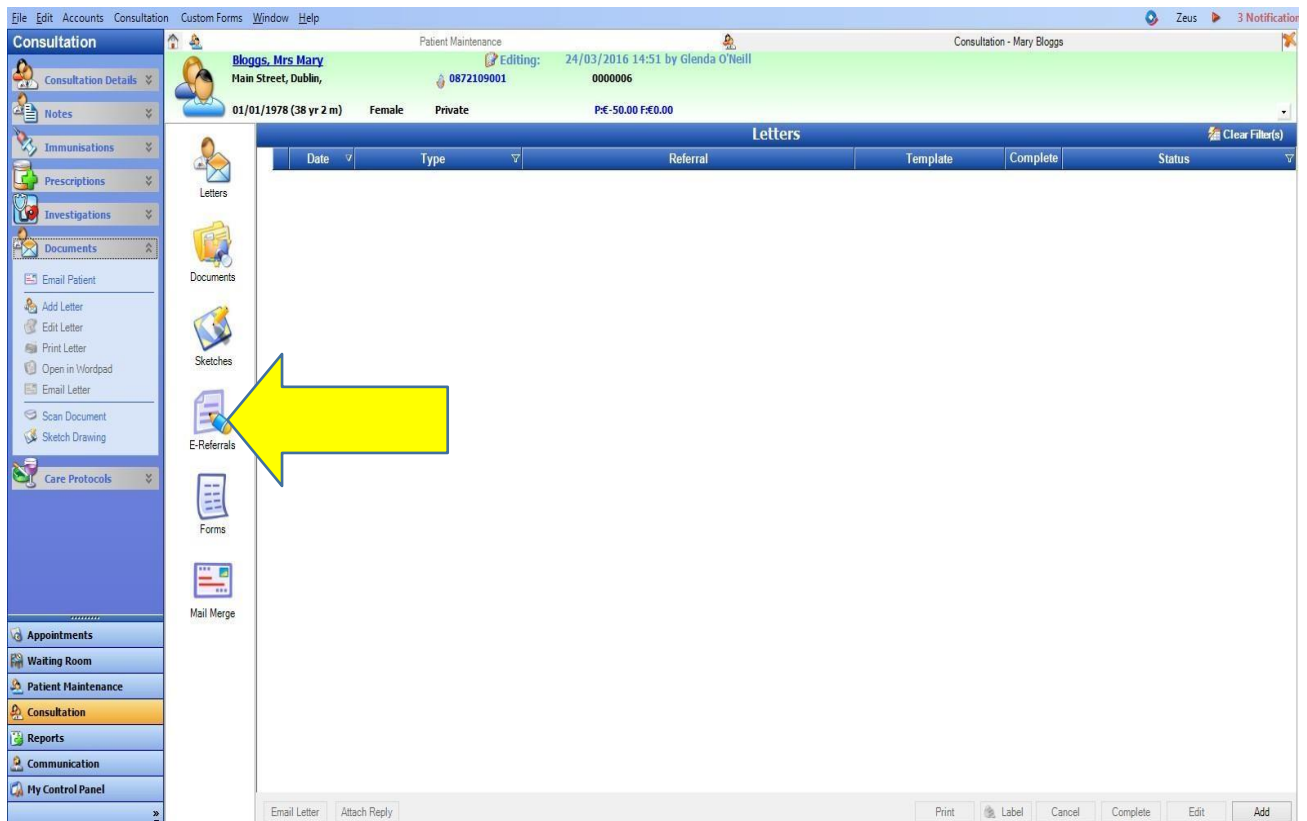 File Edit Accounts Consultation Custom Forms Window Help
Zeus 3 Notification
Consultation
Patient Maintenance
Consultation - Mary Bloggs
Bloggs, Mrs Mary
Editing: 24/03/2016 14:51 by Glenda O'Neill
Main Street, Dublin,
0872109001
0000006
01/01/1978 (38 yr 2 m) Female Private P:€-50.00 F:€0.00
Consultation Details
Notes
Immunisations
Prescriptions
Investigations
Documents
Email Patient
Add Letter
Edit Letter
Print Letter
Open in Wordpad
Email Letter
Scan Document
Sketch Drawing
Care Protocols
Appointments
Waiting Room
Patient Maintenance
Consultation
Reports
Communication
My Control Panel
»
Letters
Documents
Sketches
E-Referrals
Forms
Mail Merge
Letters
Clear Filter(s)
Date Type Referral Template Complete Status
Email Letter Attach Reply Print Label Cancel Complete Edit Add